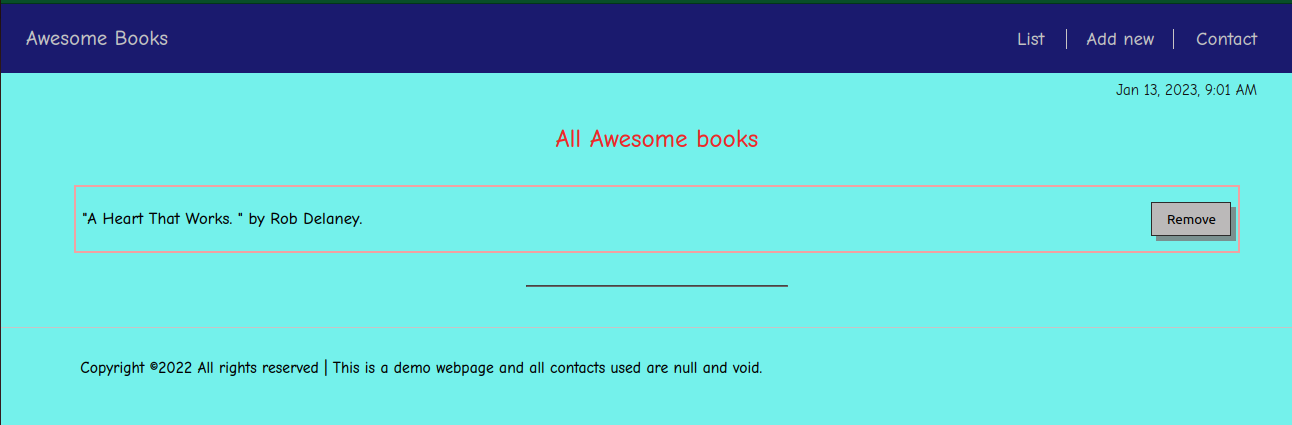 Awesome Books List | Add new | Contact
Jan 13, 2023, 9:01 AM
All Awesome books
"A Heart That Works. " by Rob Delaney. Remove
Copyright ©2022 All rights reserved | This is a demo webpage and all contacts used are null and void.